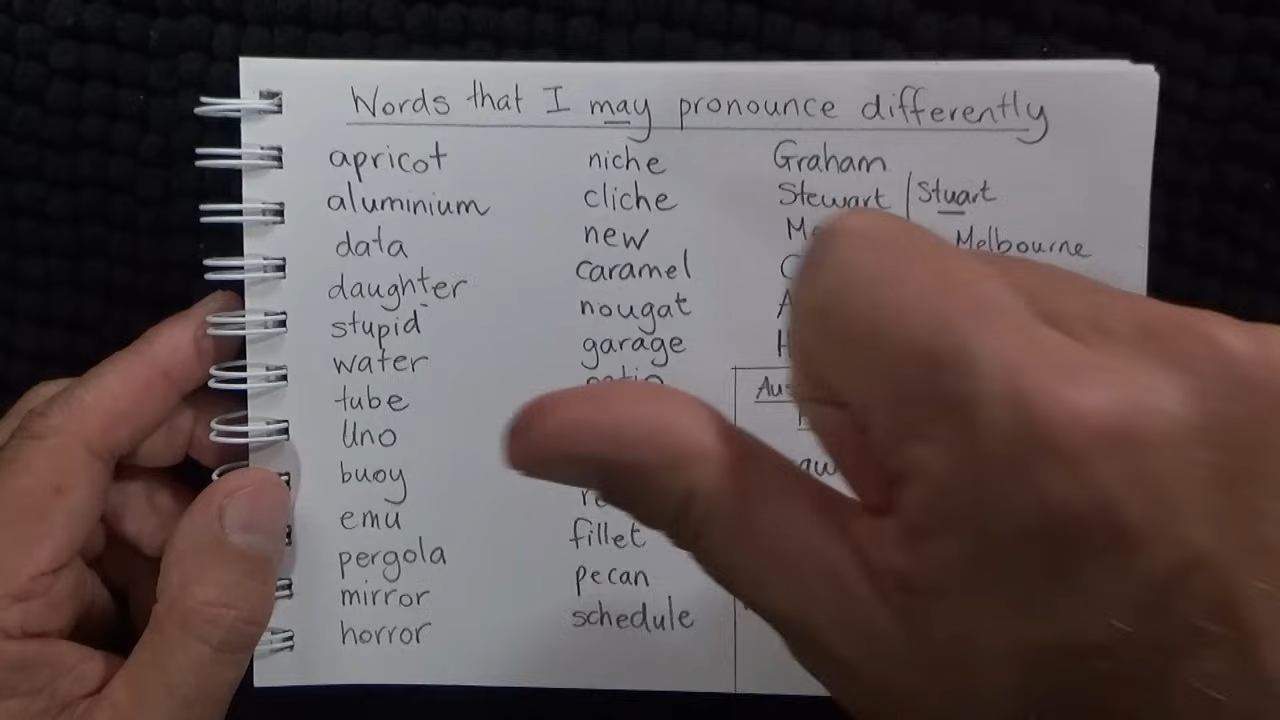 Words that I may pronounce differently
apricot
aluminium
data
daughter
stupid
water
tube
Uno
buoy
emu
pergola
mirror
horror
niche
cliche
new
caramel
nougat
garage
fillet
pecan
schedule
Graham
Stewart / Stuart
Melbourne